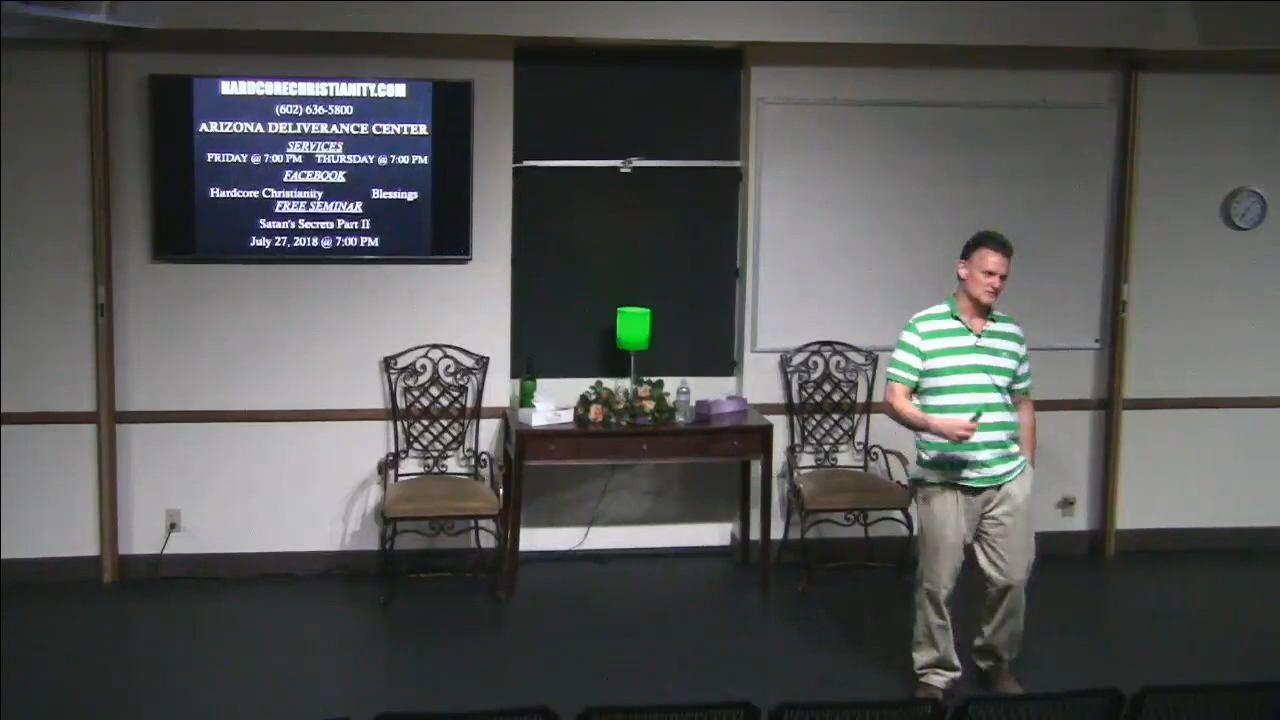 HARDCORECHRISTIANITY.COM
(602) 636-5800
ARIZONA DELIVERANCE CENTER
SERVICES
FRIDAY @ 7:00 PM THURSDAY @ 7:00 PM
FACEBOOK
Hardcore Christianity Blessings
FREE SEMINAR
Satan's Secrets Part II
July 27, 2018 @ 7:00 PM